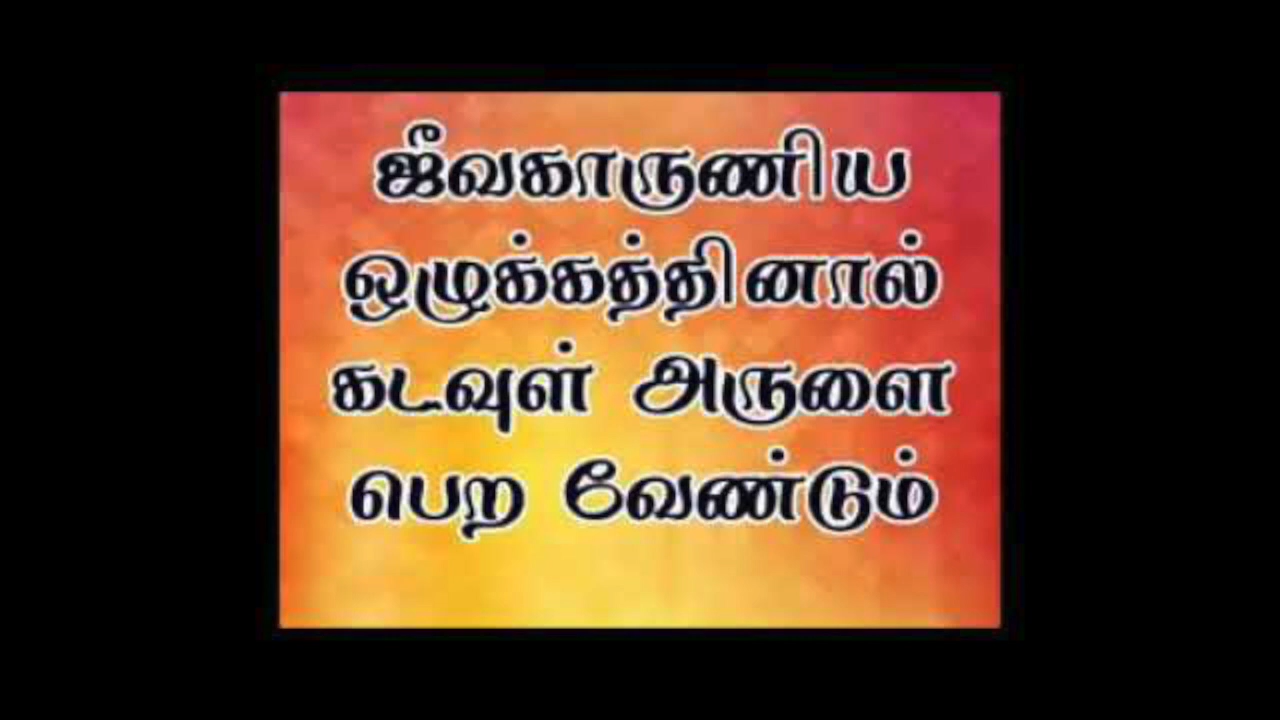 ஜீவகாருணிய
ஒழுக்கத்தினால்
கடவுள் அருளை
பெற வேண்டும்